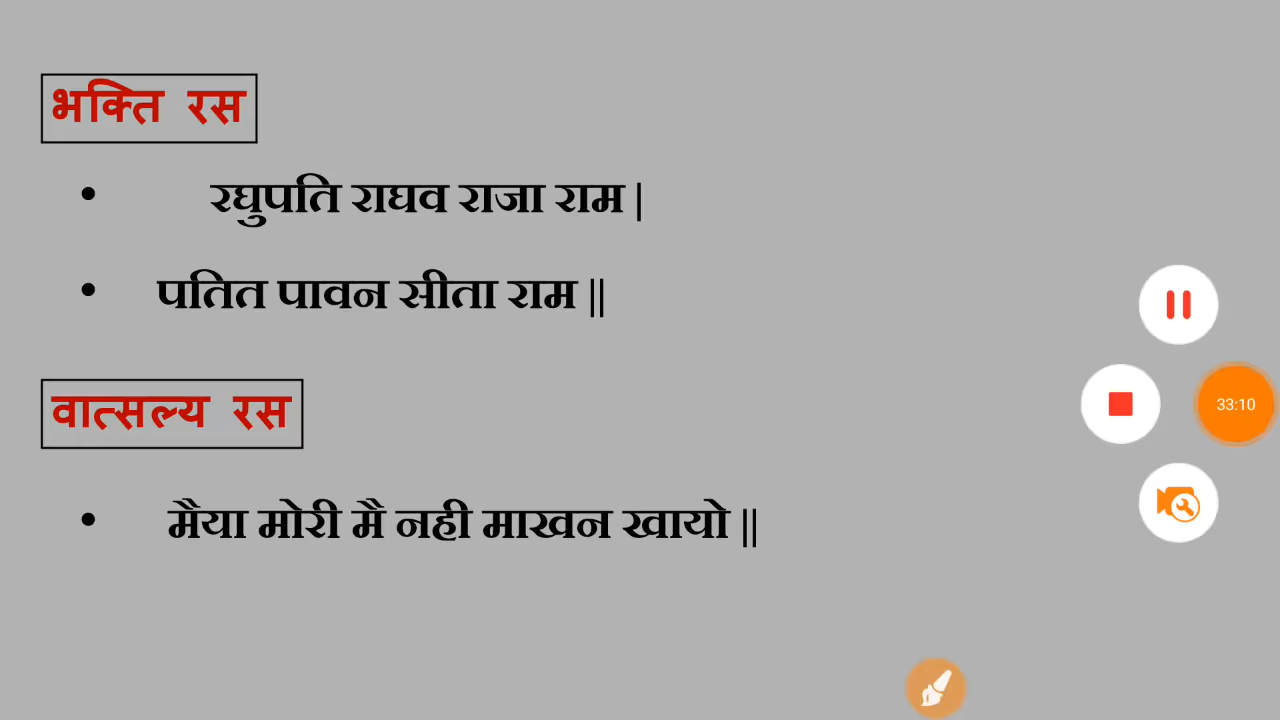 भक्ति रस
• रघुपति राघव राजा राम |
• पतित पावन सीता राम ||
वात्सल्य रस
• मैया मोरी मै नही माखन खायो ||
33:10